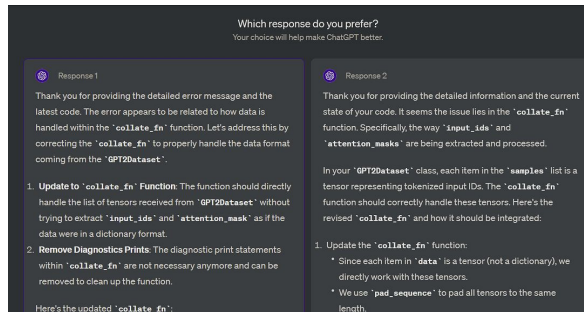 Which response do you prefer?
Your choice will help make ChatGPT better.
Response 1
Thank you for providing the detailed error message and the
latest code. The error appears to be related to how data is
handled within the `collate_fn` function. Let's address this by
correcting the `collate_fn` to properly handle the data format
coming from the `GPT2Dataset`.
1. Update to `collate_fn` Function: The function should directly
handle the list of tensors received from `GPT2Dataset` without
trying to extract `input_ids` and `attention_mask` as if the
data were in a dictionary format.
2. Remove Diagnostics Prints: The diagnostic print statements
within `collate_fn` are not necessary anymore and can be
removed to clean up the function.
Here's the updated `collate_fn`:
Response 2
Thank you for providing the detailed information and the current
state of your code. It seems the issue lies in the `collate_fn`
function. Specifically, the way `input_ids` and
`attention_masks` are being extracted and processed.
In your `GPT2Dataset` class, each item in the `samples` list is a
tensor representing tokenized input IDs. The `collate_fn`
function should correctly handle these tensors. Here's the
revised `collate_fn` and how it should be integrated:
1. Update the `collate_fn` function:
• Since each item in `data` is a tensor (not a dictionary), we
directly work with these tensors.
• We use `pad_sequence` to pad all tensors to the same
length.